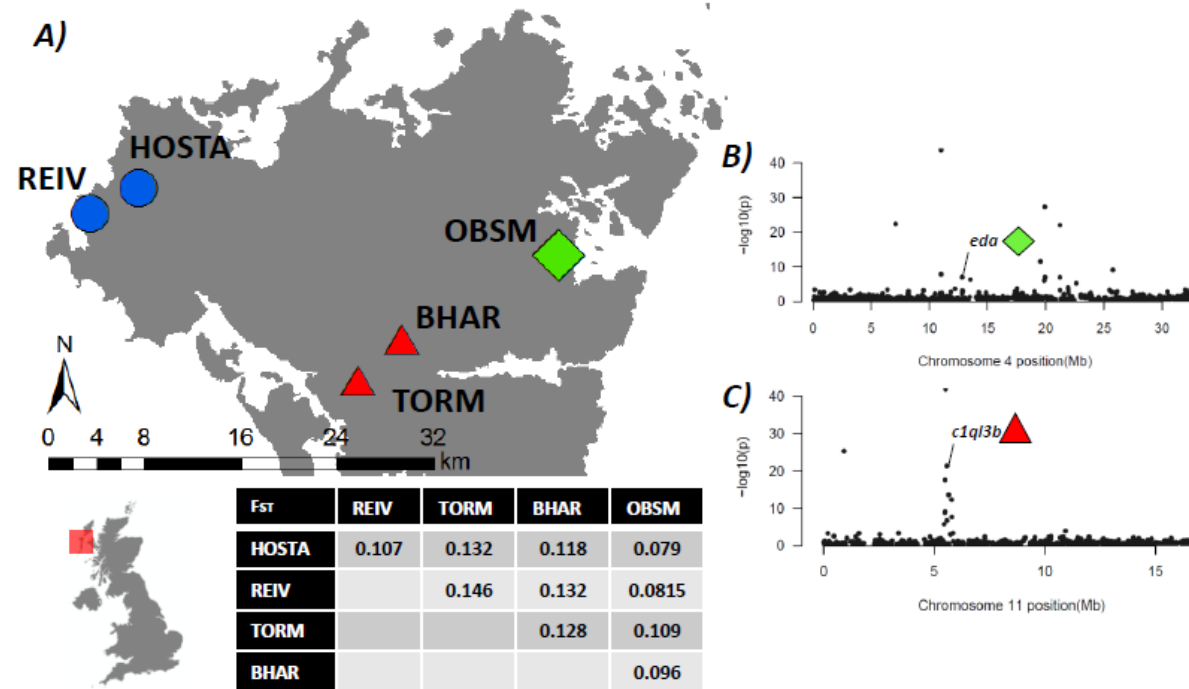 A)
HOSTA
REIV
OBSM
BHAR
TORM
N
0 4 8 16 24 32
km
FST REIV TORM BHAR OBSM
HOSTA 0.107 0.132 0.118 0.079
REIV 0.146 0.132 0.0815
TORM 0.128 0.109
BHAR 0.096
B)
−log10(p)
40
30
20
10
0
eda
0 5 10 15 20 25 30
Chromosome 4 position(Mb)
C)
−log10(p)
40
30
20
10
0
c1ql3b
0 5 10 15
Chromosome 11 position(Mb)